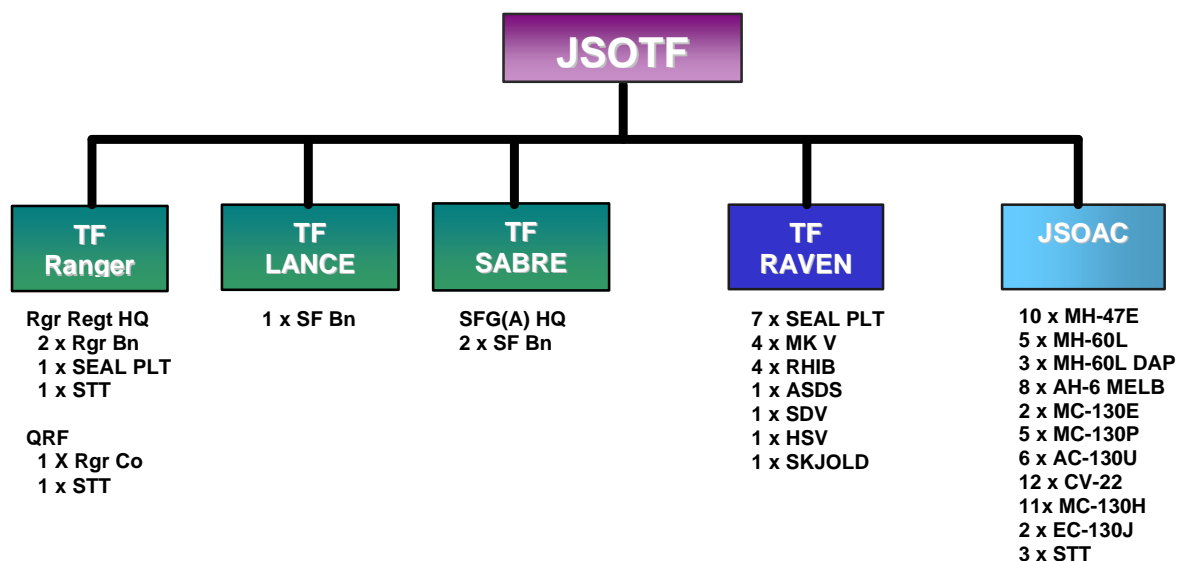 JSOTF
TF
Ranger
Rgr Regt HQ
2 x Rgr Bn
1 x SEAL PLT
1 x STT
QRF
1 X Rgr Co
1 x STT
TF
LANCE
1 x SF Bn
TF
SABRE
SFG(A) HQ
2 x SF Bn
TF
RAVEN
7 x SEAL PLT
4 x MK V
4 x RHIB
1 x ASDS
1 x SDV
1 x HSV
1 x SKJOLD
JSOAC
10 x MH-47E
5 x MH-60L
3 x MH-60L DAP
8 x AH-6 MELB
2 x MC-130E
5 x MC-130P
6 x AC-130U
12 x CV-22
11x MC-130H
2 x EC-130J
3 x STT